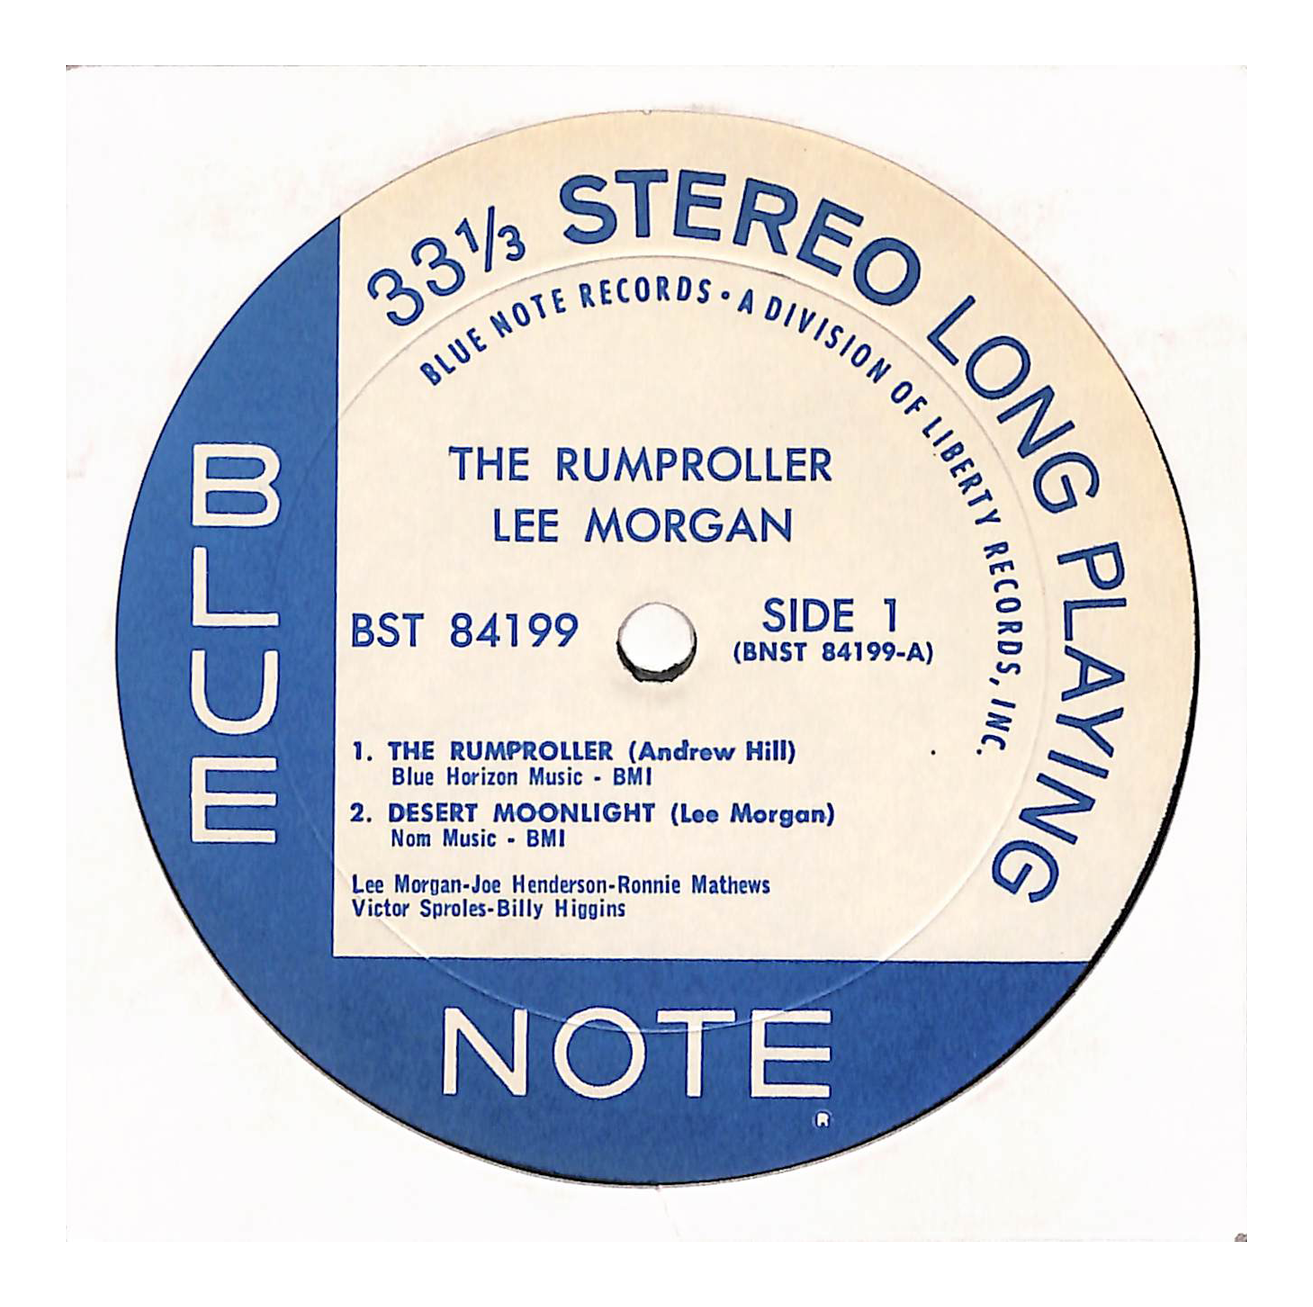 33⅓ STEREO LONG PLAYING
BLUE NOTE RECORDS • A DIVISION OF LIBERTY RECORDS, INC.
THE RUMPROLLER
LEE MORGAN
BST 84199
SIDE 1
(BNST 84199-A)
1. THE RUMPROLLER (Andrew Hill)
Blue Horizon Music - BMI
2. DESERT MOONLIGHT (Lee Morgan)
Nom Music - BMI
Lee Morgan-Joe Henderson-Ronnie Mathews
Victor Sproles-Billy Higgins
BLUE
NOTE
®